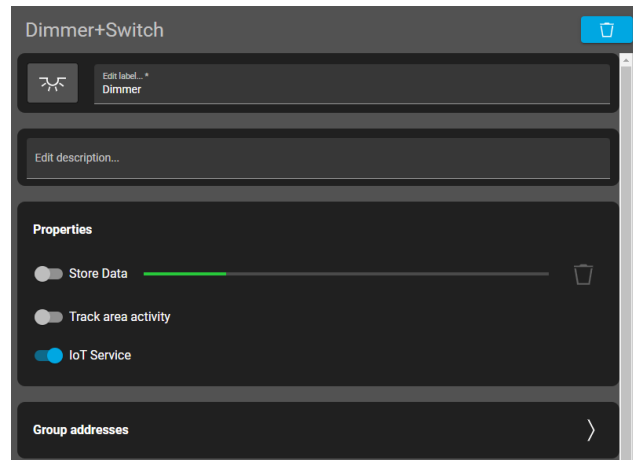 Dimmer+Switch
Edit label... *
Dimmer
Edit description...
Properties
Store Data
Track area activity
IoT Service
Group addresses